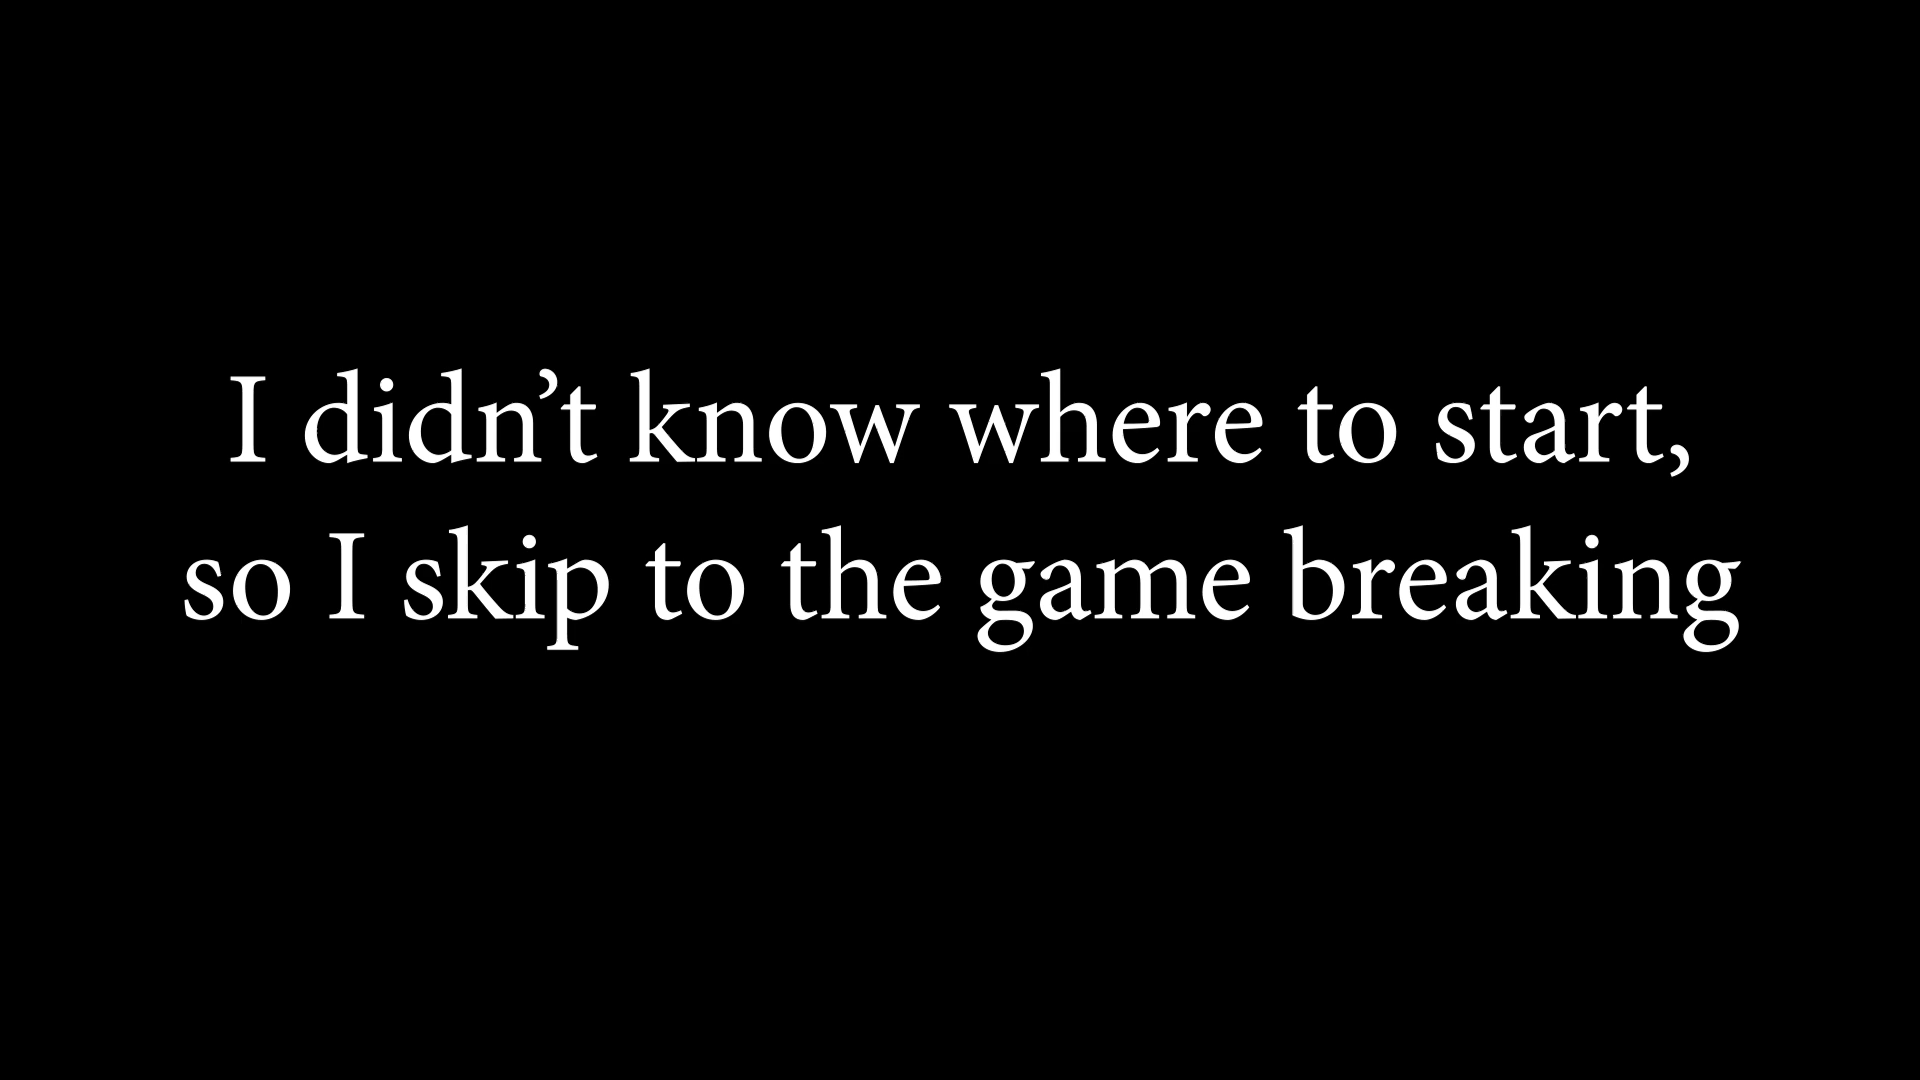 I didn’t know where to start,
so I skip to the game breaking